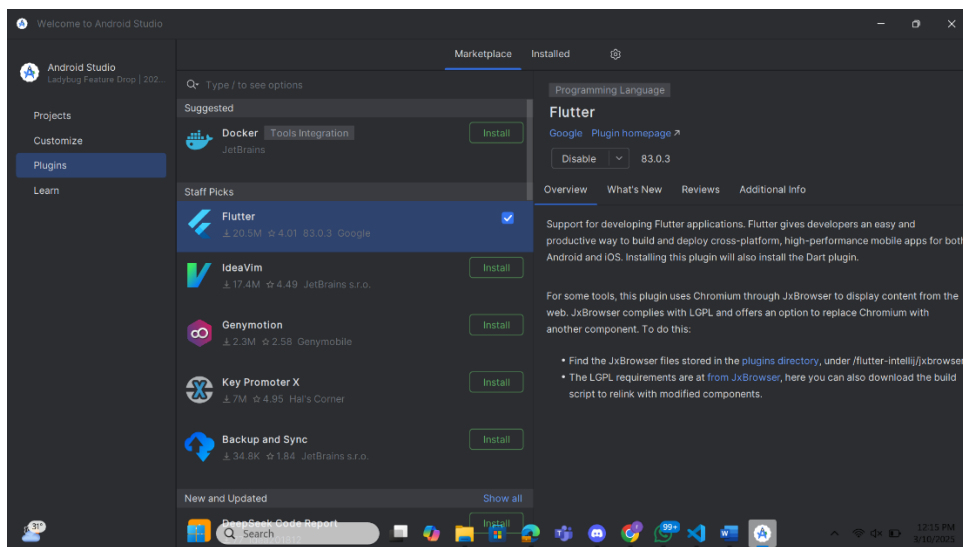 Welcome to Android Studio
Android Studio
Ladybug Feature Drop | 202...
Projects
Customize
Plugins
Learn
Marketplace Installed
Type / to see options
Suggested
Docker Tools Integration
JetBrains
Install
Staff Picks
Flutter
20.5M 4.01 83.0.3 Google
IdeaVim
17.4M 4.49 JetBrains s.r.o.
Install
Genymotion
2.3M 2.58 Genymobile
Install
Key Promoter X
7M 4.95 Hal's Corner
Install
Backup and Sync
34.8K 1.84 JetBrains s.r.o.
Install
New and Updated Show all
DeepSeek Code Report
Install
Programming Language
Flutter
Google Plugin homepage ↗
Disable 83.0.3
Overview What's New Reviews Additional Info
Support for developing Flutter applications. Flutter gives developers an easy and
productive way to build and deploy cross-platform, high-performance mobile apps for both
Android and iOS. Installing this plugin will also install the Dart plugin.
For some tools, this plugin uses Chromium through JxBrowser to display content from the
web. JxBrowser complies with LGPL and offers an option to replace Chromium with
another component. To do this:
• Find the JxBrowser files stored in the plugins directory, under /flutter-intellij/jxbrowser
• The LGPL requirements are at from JxBrowser, here you can also download the build
script to relink with modified components.
31°
Search
99+
12:15 PM
3/10/2025